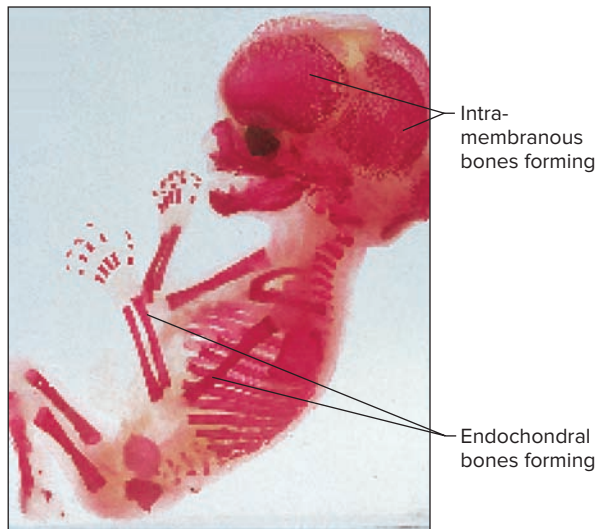 Intra-
membranous
bones forming
Endochondral
bones forming